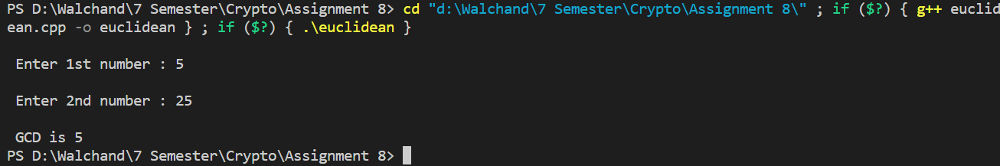 PS D:\Walchand\7 Semester\Crypto\Assignment 8> cd "d:\Walchand\7 Semester\Crypto\Assignment 8\" ; if ($?) { g++ euclid
ean.cpp -o euclidean } ; if ($?) { .\euclidean }
Enter 1st number : 5
Enter 2nd number : 25
GCD is 5
PS D:\Walchand\7 Semester\Crypto\Assignment 8>